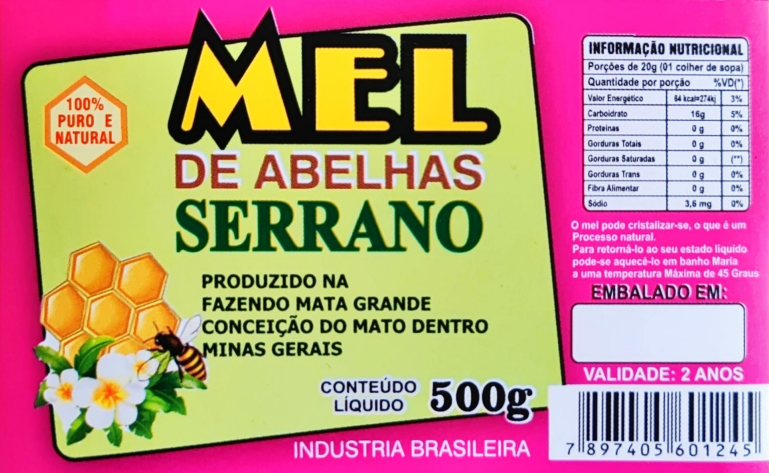 100%
PURO E
NATURAL
MEL
DE ABELHAS
SERRANO
PRODUZIDO NA
FAZENDO MATA GRANDE
CONCEIÇÃO DO MATO DENTRO
MINAS GERAIS
CONTEÚDO
LÍQUIDO 500g
INDUSTRIA BRASILEIRA
INFORMAÇÃO NUTRICIONAL
Porções de 20g (01 colher de sopa)
Quantidade por porção %VD(*)
Valor Energético 64 kcal=274kj 3%
Carboidrato 16g 5%
Proteinas 0 g 0%
Gorduras Totais 0 g 0%
Gorduras Saturadas 0 g (**)
Gorduras Trans 0 g 0%
Fibra Alimentar 0 g 0%
Sódio 3,6 mg 0%
O mel pode cristalizar-se, o que é um
Processo natural.
Para retorná-lo ao seu estado liquido
pode-se aquecê-lo em banho Maria
a uma temperatura Máxima de 45 Graus
EMBALADO EM:
VALIDADE: 2 ANOS
7 897405 601245